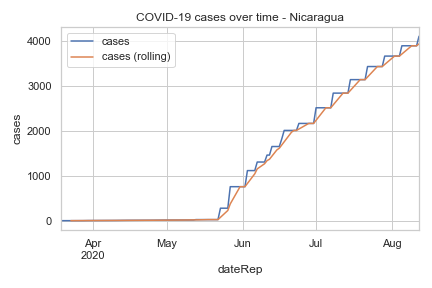 COVID-19 cases over time - Nicaragua
cases
cases (rolling)
4000
3000
2000
1000
0
cases
Apr
2020
May
Jun
Jul
Aug
dateRep